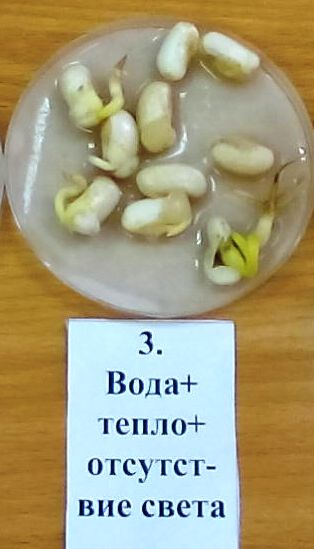 3.
Вода+
тепло+
отсутст-
вие света